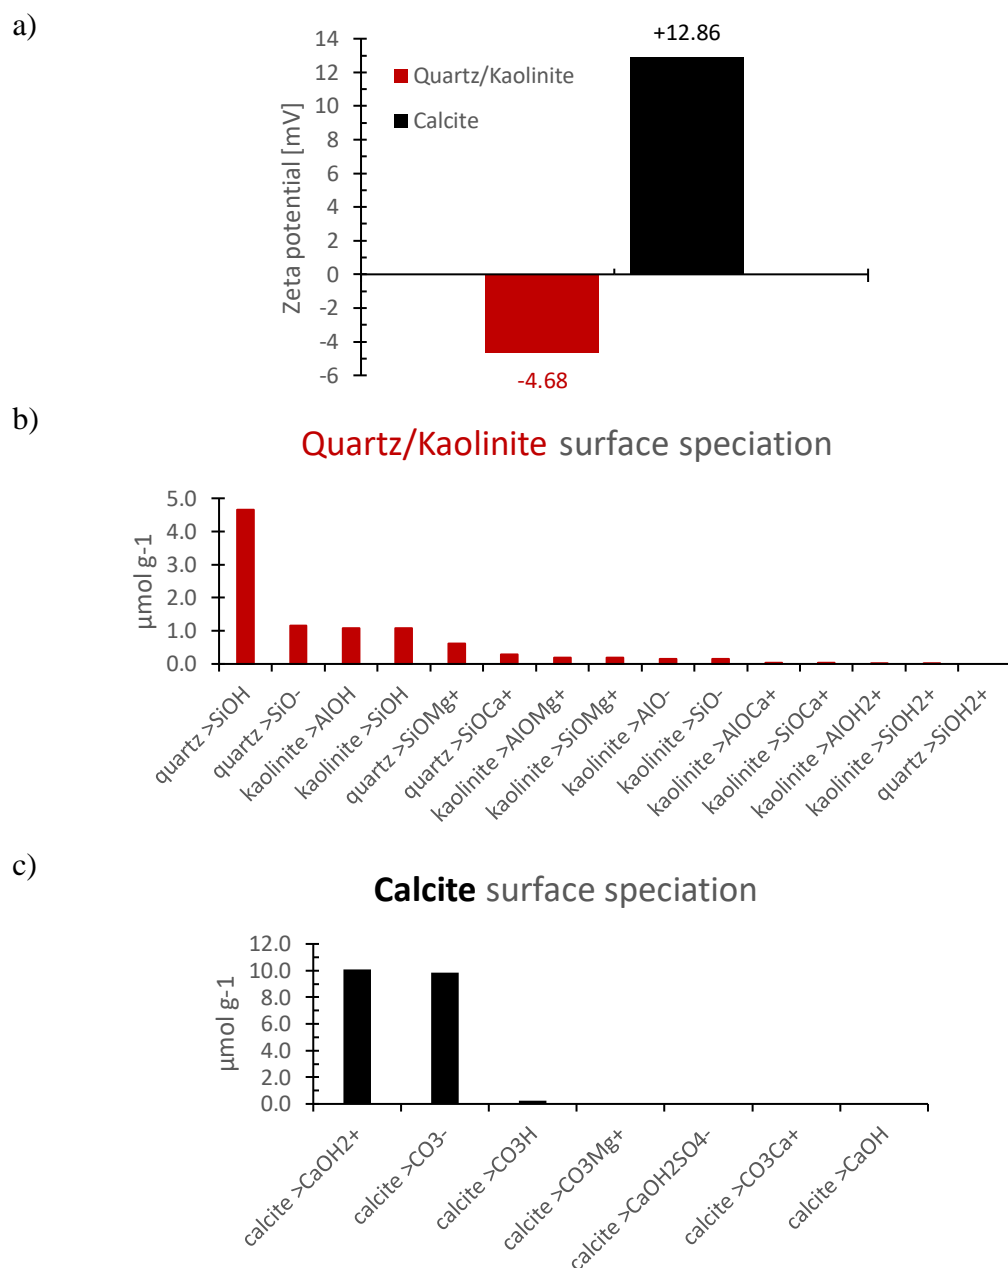 a)
+12.86
14
12
10
8
6
4
2
0
-2
-4
-6
Zeta potential [mV]
Quartz/Kaolinite
Calcite
-4.68
b)
Quartz/Kaolinite surface speciation
5.0
4.0
3.0
2.0
1.0
0.0
µmol g-1
quartz >SiOH
quartz >SiO-
kaolinite >AlOH
kaolinite >SiOH
quartz >SiOMg+
quartz >SiOCa+
kaolinite >AlOMg+
kaolinite >SiOMg+
kaolinite >AlO-
kaolinite >SiO-
kaolinite >AlOCa+
kaolinite >SiOCa+
kaolinite >AlOH2+
kaolinite >SiOH2+
quartz >SiOH2+
c)
Calcite surface speciation
12.0
10.0
8.0
6.0
4.0
2.0
0.0
µmol g-1
calcite >CaOH2+
calcite >CO3-
calcite >CO3H
calcite >CO3Mg+
calcite >CaOH2SO4-
calcite >CO3Ca+
calcite >CaOH